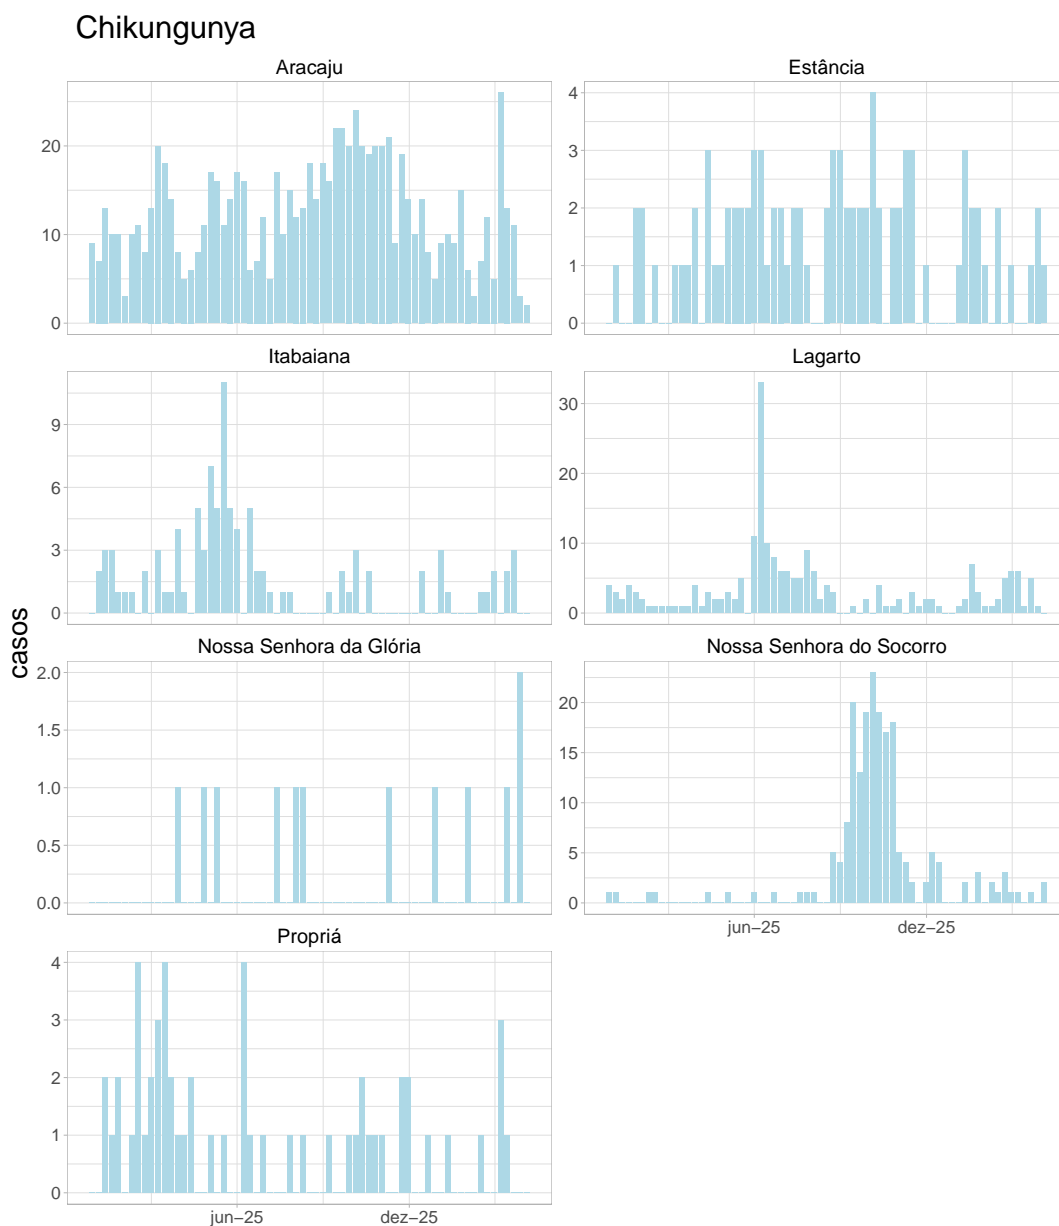 Chikungunya
Aracaju
Estância
20
10
0
4
3
2
1
0
Itabaiana
Lagarto
9
6
3
0
30
20
10
0
casos
Nossa Senhora da Glória
Nossa Senhora do Socorro
2.0
1.5
1.0
0.5
0.0
20
15
10
5
0
jun−25
dez−25
Propriá
4
3
2
1
0
jun−25
dez−25